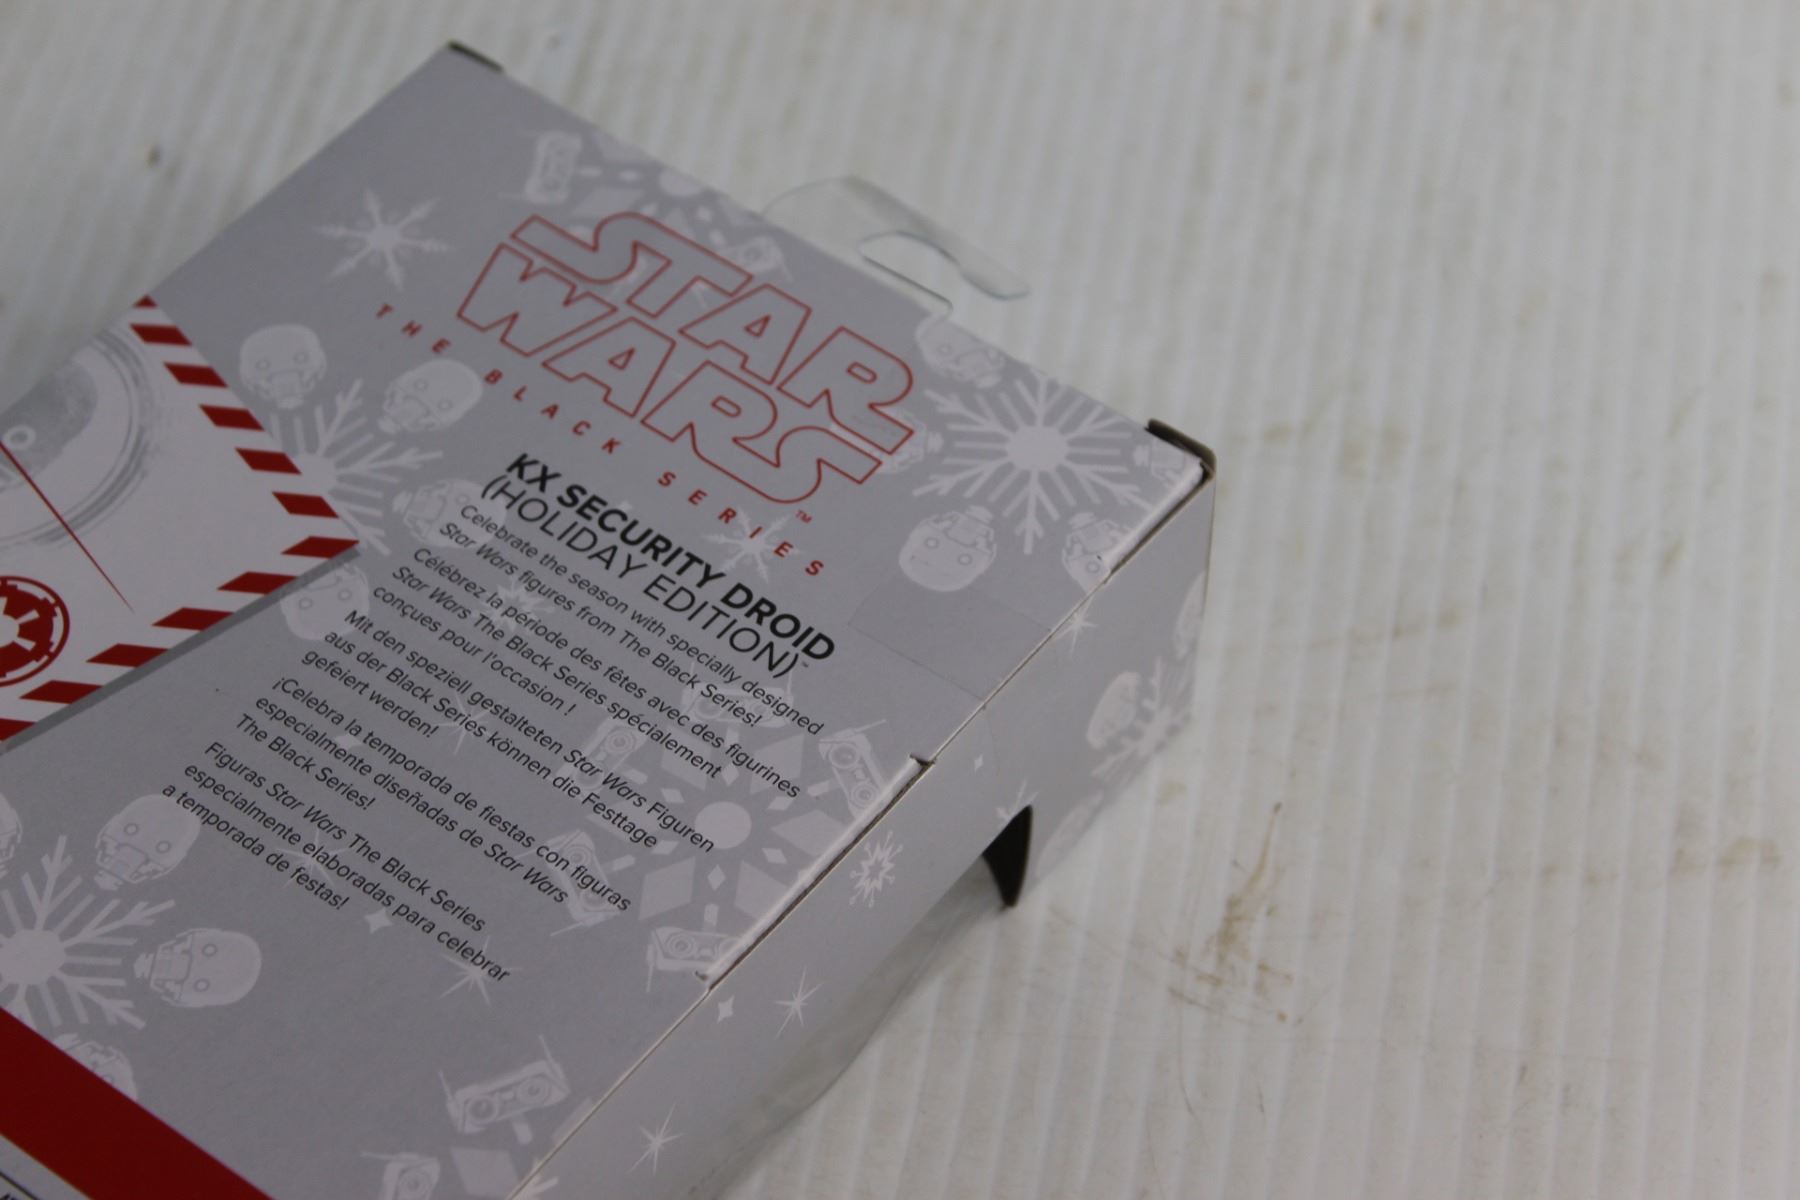 STAR
WARS™
THE BLACK SERIES
KX SECURITY DROID
(HOLIDAY EDITION)™
Celebrate the season with specially designed
Star Wars figures from The Black Series!
Célébrez la période des fêtes avec des figurines
Star Wars The Black Series spécialement
conçues pour l'occasion !
Mit den speziell gestalteten Star Wars Figuren
aus der Black Series können die Festtage
gefeiert werden!
¡Celebra la temporada de fiestas con figuras
especialmente diseñadas de Star Wars
The Black Series!
Figuras Star Wars The Black Series
especialmente elaboradas para celebrar
a temporada de festas!